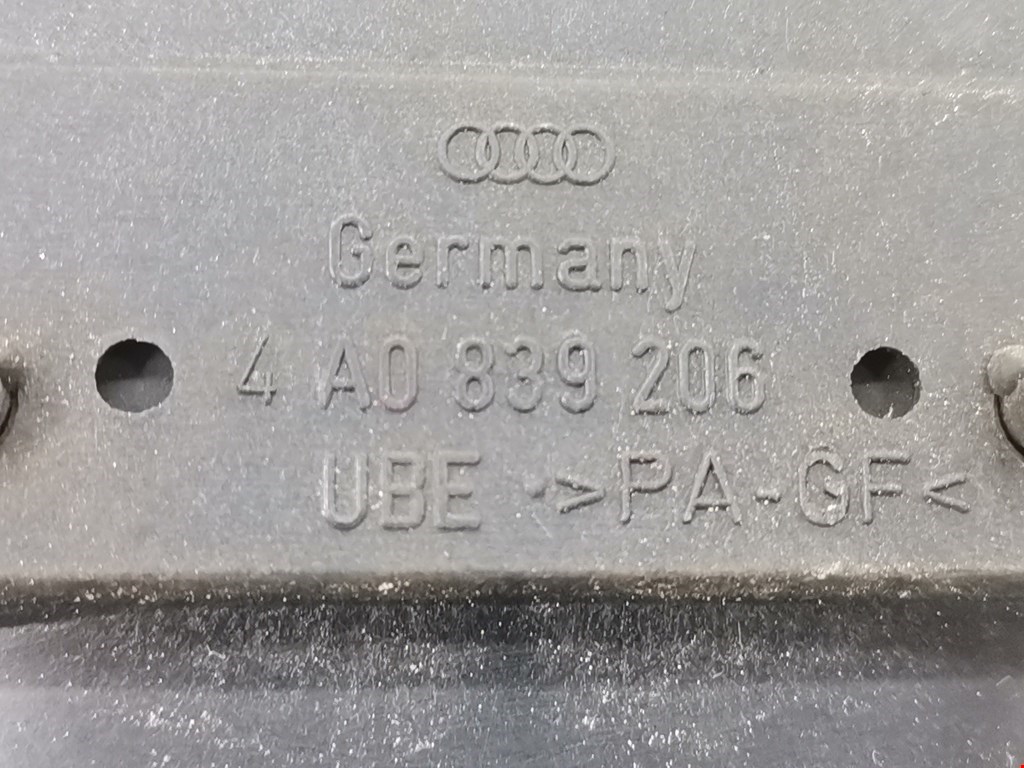 Germany
4 A0 839 206
UBE >PA-GF<